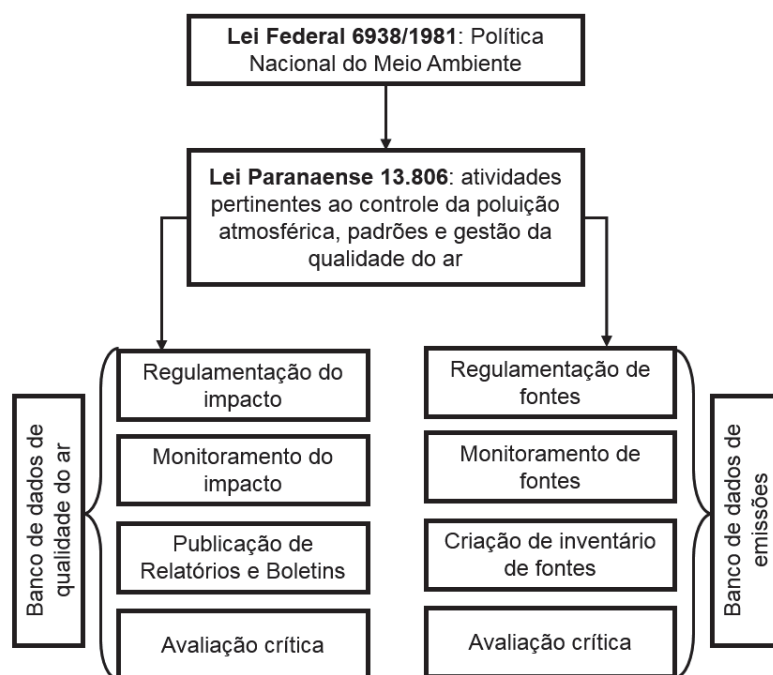 Lei Federal 6938/1981: Política
Nacional do Meio Ambiente
Lei Paranaense 13.806: atividades
pertinentes ao controle da poluição
atmosférica, padrões e gestão da
qualidade do ar
Banco de dados de
qualidade do ar
Regulamentação do
impacto
Monitoramento do
impacto
Publicação de
Relatórios e Boletins
Avaliação crítica
Regulamentação de
fontes
Monitoramento de
fontes
Criação de inventário
de fontes
Avaliação crítica
Banco de dados de
emissões